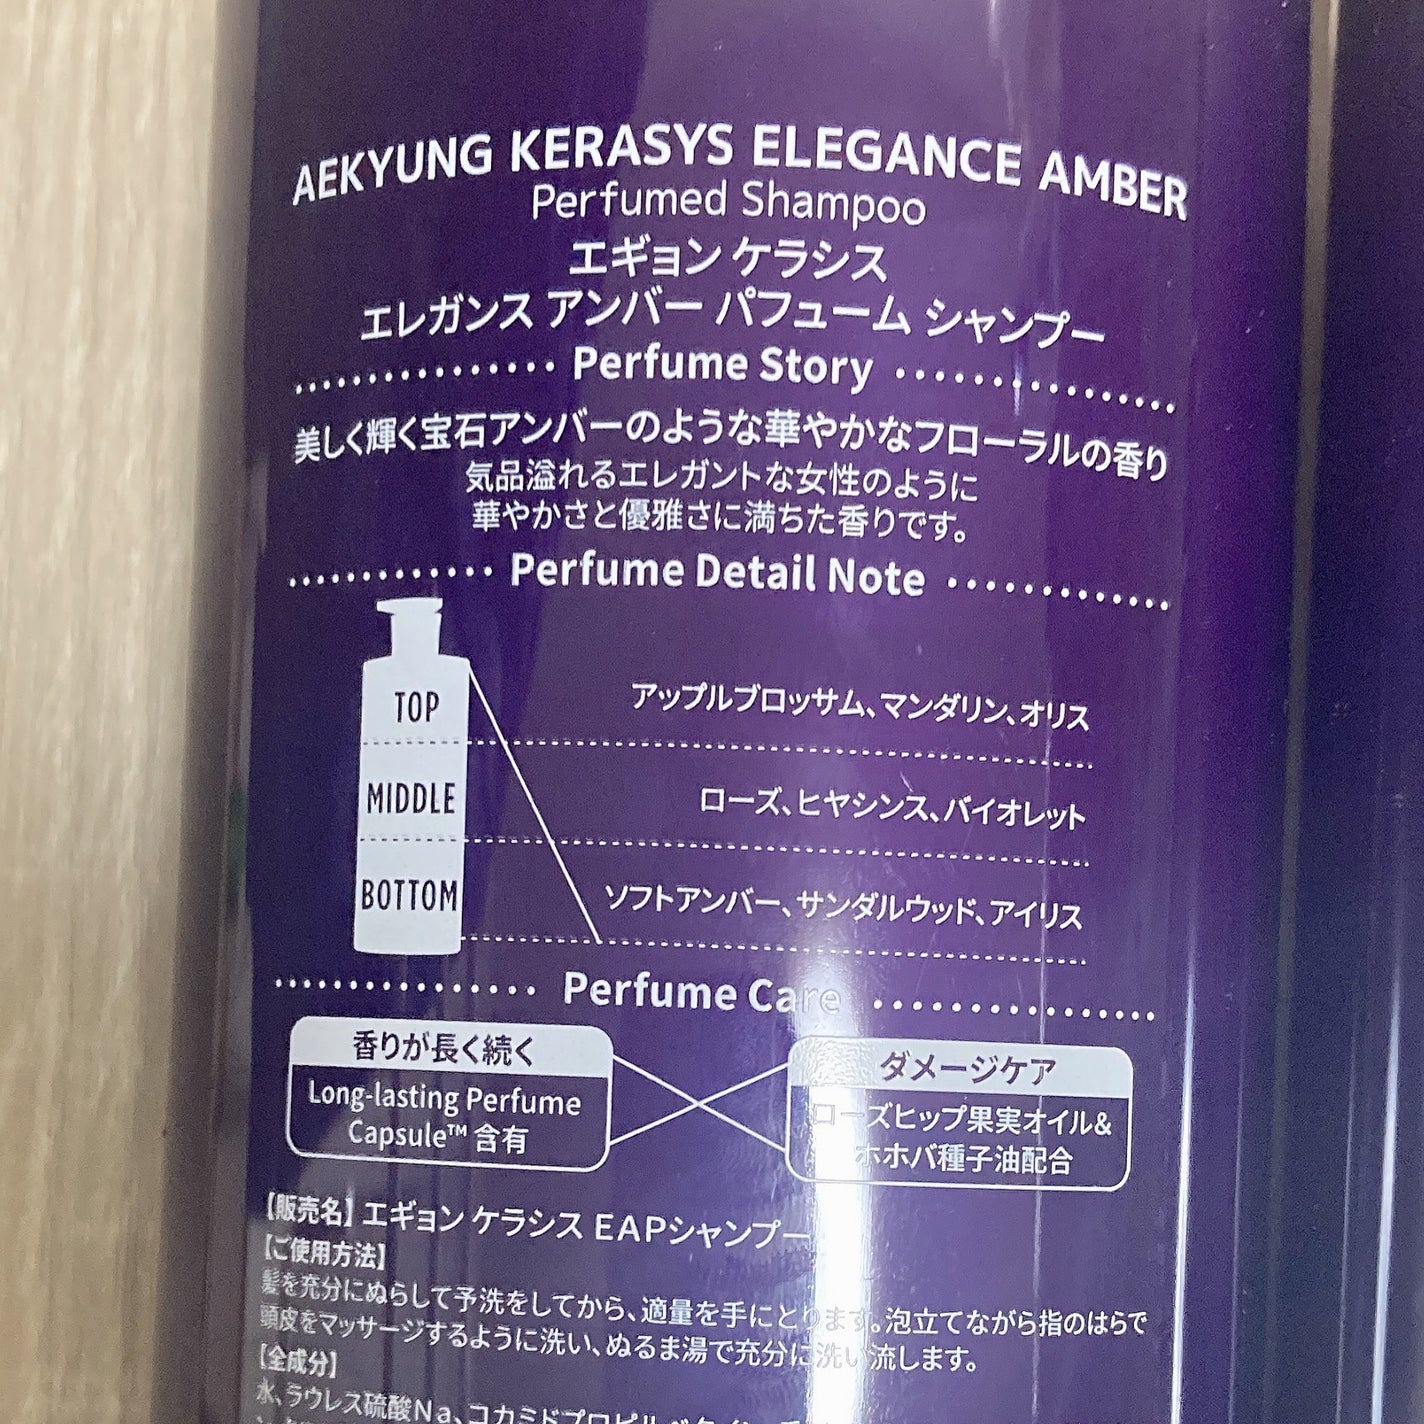 AEKYUNG KERASYS ELEGANCE AMBER
Perfumed Shampoo
エギョン ケラシス
エレガンス アンバー パフューム シャンプー
Perfume Story
美しく輝く宝石アンバーのような華やかなフローラルの香り
気品溢れるエレガントな女性のように
華やかさと優雅さに満ちた香りです。
Perfume Detail Note
TOP
アップルブロッサム、マンダリン、オリス
MIDDLE
ローズ、ヒヤシンス、バイオレット
BOTTOM
ソフトアンバー、サンダルウッド、アイリス
Perfume Care
香りが長く続く
Long-lasting Perfume
Capsule™ 含有
ダメージケア
ローズヒップ果実オイル&
ホホバ種子油配合
【販売名】エギョン ケラシス EAPシャンプー
【ご使用方法】
髪を充分にぬらして予洗をしてから、適量を手にとります。泡立てながら指のはらで
頭皮をマッサージするように洗い、ぬるま湯で充分に洗い流します。
【全成分】
水、ラウレス硫酸Na、コカミドプロピルベタイン、